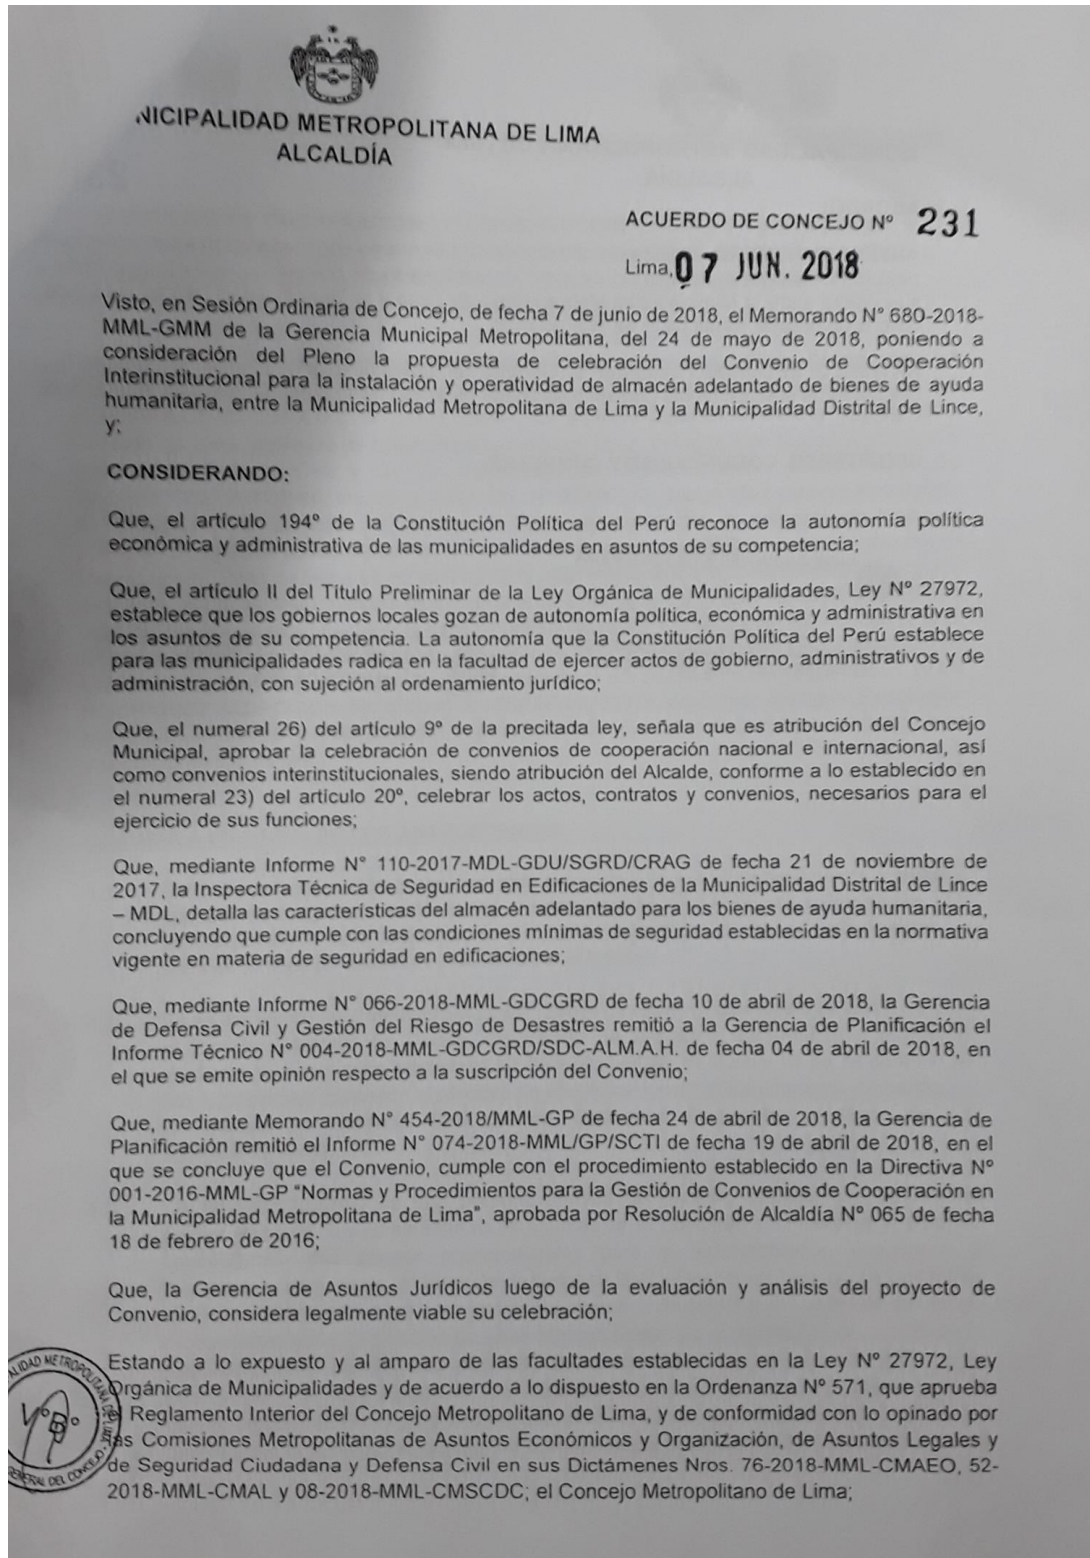 NICIPALIDAD METROPOLITANA DE LIMA
ALCALDÍA
ACUERDO DE CONCEJO Nº 231
Lima, 07 JUN. 2018
Visto, en Sesión Ordinaria de Concejo, de fecha 7 de junio de 2018, el Memorando N° 680-2018-
MML-GMM de la Gerencia Municipal Metropolitana, del 24 de mayo de 2018, poniendo a
consideración del Pleno la propuesta de celebración del Convenio de Cooperación
Interinstitucional para la instalación y operatividad de almacén adelantado de bienes de ayuda
humanitaria, entre la Municipalidad Metropolitana de Lima y la Municipalidad Distrital de Lince,
y;
CONSIDERANDO:
Que, el artículo 194º de la Constitución Política del Perú reconoce la autonomía política
económica y administrativa de las municipalidades en asuntos de su competencia;
Que, el artículo II del Título Preliminar de la Ley Orgánica de Municipalidades, Ley Nº 27972,
establece que los gobiernos locales gozan de autonomía política, económica y administrativa en
los asuntos de su competencia. La autonomía que la Constitución Política del Perú establece
para las municipalidades radica en la facultad de ejercer actos de gobierno, administrativos y de
administración, con sujeción al ordenamiento jurídico;
Que, el numeral 26) del artículo 9º de la precitada ley, señala que es atribución del Concejo
Municipal, aprobar la celebración de convenios de cooperación nacional e internacional, así
como convenios interinstitucionales, siendo atribución del Alcalde, conforme a lo establecido en
el numeral 23) del artículo 20º, celebrar los actos, contratos y convenios, necesarios para el
ejercicio de sus funciones;
Que, mediante Informe N° 110-2017-MDL-GDU/SGRD/CRAG de fecha 21 de noviembre de
2017, la Inspectora Técnica de Seguridad en Edificaciones de la Municipalidad Distrital de Lince
– MDL, detalla las características del almacén adelantado para los bienes de ayuda humanitaria,
concluyendo que cumple con las condiciones mínimas de seguridad establecidas en la normativa
vigente en materia de seguridad en edificaciones;
Que, mediante Informe N° 066-2018-MML-GDCGRD de fecha 10 de abril de 2018, la Gerencia
de Defensa Civil y Gestión del Riesgo de Desastres remitió a la Gerencia de Planificación el
Informe Técnico N° 004-2018-MML-GDCGRD/SDC-ALM.A.H. de fecha 04 de abril de 2018, en
el que se emite opinión respecto a la suscripción del Convenio;
Que, mediante Memorando N° 454-2018/MML-GP de fecha 24 de abril de 2018, la Gerencia de
Planificación remitió el Informe N° 074-2018-MML/GP/SCTI de fecha 19 de abril de 2018, en el
que se concluye que el Convenio, cumple con el procedimiento establecido en la Directiva Nº
001-2016-MML-GP "Normas y Procedimientos para la Gestión de Convenios de Cooperación en
la Municipalidad Metropolitana de Lima", aprobada por Resolución de Alcaldía Nº 065 de fecha
18 de febrero de 2016;
Que, la Gerencia de Asuntos Jurídicos luego de la evaluación y análisis del proyecto de
Convenio, considera legalmente viable su celebración;
Estando a lo expuesto y al amparo de las facultades establecidas en la Ley Nº 27972, Ley
Orgánica de Municipalidades y de acuerdo a lo dispuesto en la Ordenanza Nº 571, que aprueba
Reglamento Interior del Concejo Metropolitano de Lima, y de conformidad con lo opinado por
las Comisiones Metropolitanas de Asuntos Económicos y Organización, de Asuntos Legales y
de Seguridad Ciudadana y Defensa Civil en sus Dictámenes Nros. 76-2018-MML-CMAEO, 52-
2018-MML-CMAL y 08-2018-MML-CMSCDC; el Concejo Metropolitano de Lima;
LIDAD METROPOLITANA DE LIMA
GENERAL DEL CONCEJO
VºBº